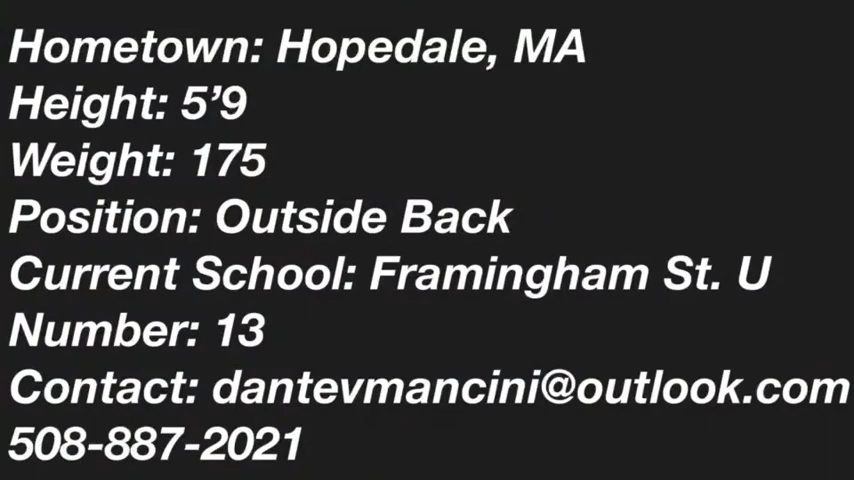 Hometown: Hopedale, MA
Height: 5’9
Weight: 175
Position: Outside Back
Current School: Framingham St. U
Number: 13
Contact: dantevmancini@outlook.com
508-887-2021